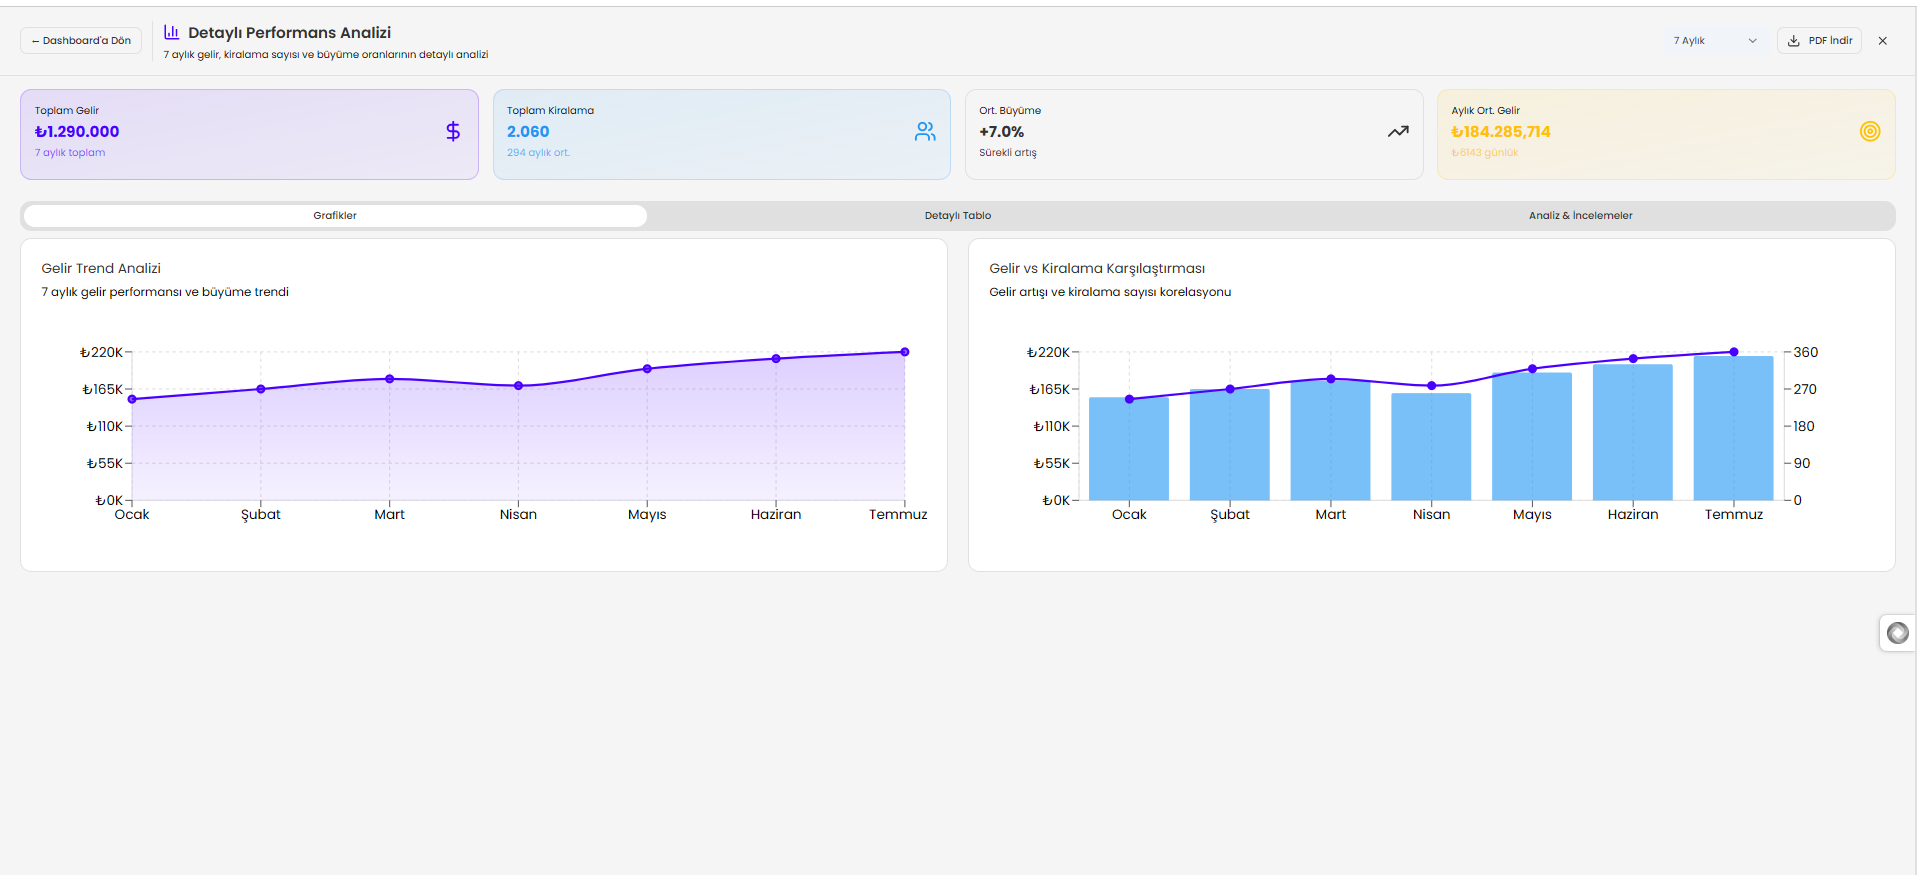 ← Dashboard'a Dön
Detaylı Performans Analizi
7 aylık gelir, kiralama sayısı ve büyüme oranlarının detaylı analizi
7 Aylık
PDF İndir
Toplam Gelir
₺1.290.000
7 aylık toplam
Toplam Kiralama
2.060
294 aylık ort.
Ort. Büyüme
+7.0%
Sürekli artış
Aylık Ort. Gelir
₺184.285,714
₺6143 günlük
Grafikler
Detaylı Tablo
Analiz & İncelemeler
Gelir Trend Analizi
7 aylık gelir performansı ve büyüme trendi
₺220K
₺165K
₺110K
₺55K
₺0K
Ocak Şubat Mart Nisan Mayıs Haziran Temmuz
Gelir vs Kiralama Karşılaştırması
Gelir artışı ve kiralama sayısı korelasyonu
₺220K 360
₺165K 270
₺110K 180
₺55K 90
₺0K 0
Ocak Şubat Mart Nisan Mayıs Haziran Temmuz